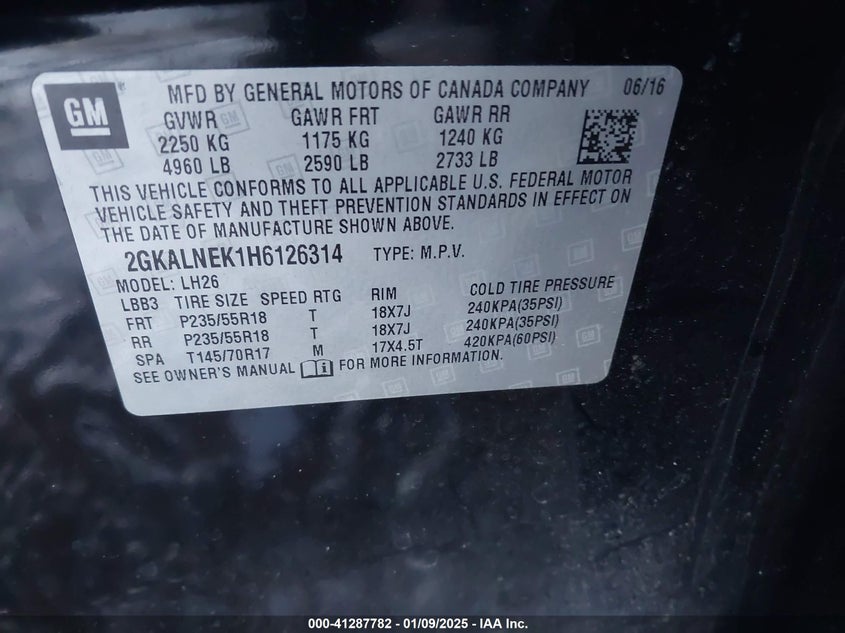 GM
MFD BY GENERAL MOTORS OF CANADA COMPANY 06/16
GVWR GAWR FRT GAWR RR
2250 KG 1175 KG 1240 KG
4960 LB 2590 LB 2733 LB
THIS VEHICLE CONFORMS TO ALL APPLICABLE U.S. FEDERAL MOTOR
VEHICLE SAFETY AND THEFT PREVENTION STANDARDS IN EFFECT ON
THE DATE OF MANUFACTURE SHOWN ABOVE.
2GKALNEK1H6126314 TYPE: M.P.V.
MODEL: LH26
LBB3 TIRE SIZE SPEED RTG RIM COLD TIRE PRESSURE
FRT P235/55R18 T 18X7J 240KPA(35PSI)
RR P235/55R18 T 18X7J 240KPA(35PSI)
SPA T145/70R17 M 17X4.5T 420KPA(60PSI)
SEE OWNER'S MANUAL FOR MORE INFORMATION.
000-41287782 - 01/09/2025 - IAA Inc.